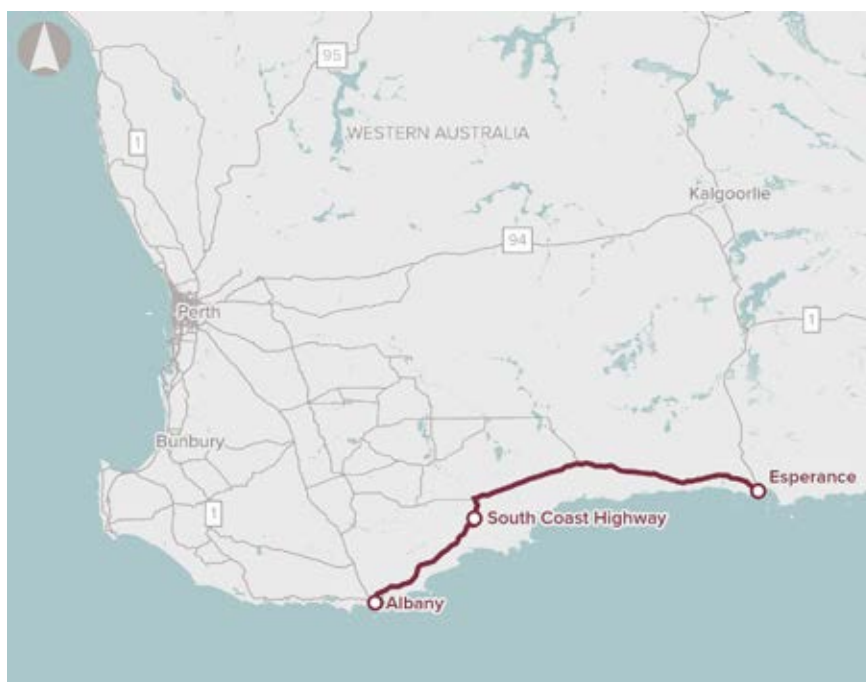 95
1
WESTERN AUSTRALIA
Kalgoorlie
94
Perth
1
Bunbury
Esperance
1
South Coast Highway
Albany